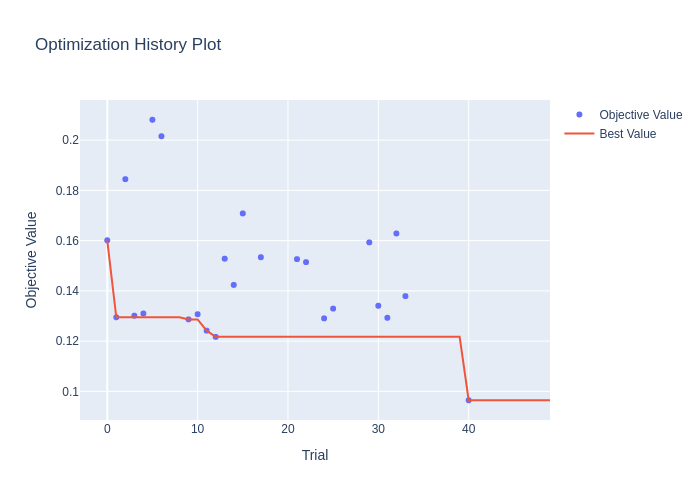 Optimization History Plot
Objective Value
Best Value
0.2
0.18
0.16
0.14
0.12
0.1
Objective Value
0
10
20
30
40
Trial